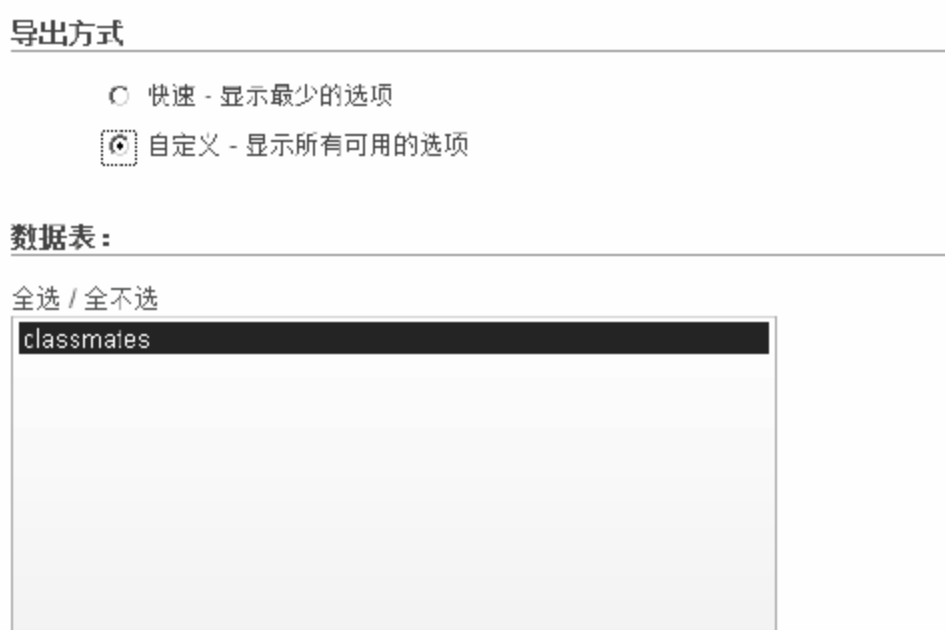 导出方式
快速 - 显示最少的选项
自定义 - 显示所有可用的选项
数据表：
全选 / 全不选
classmates